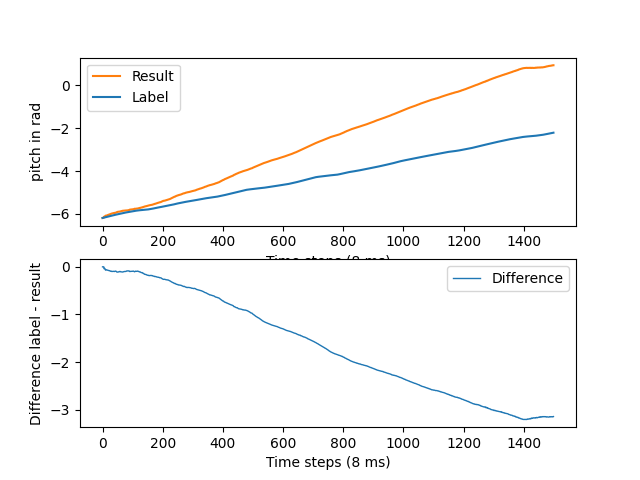 Result
Label
pitch in rad
0
−2
−4
−6
0 200 400 600 800 1000 1200 1400
Time steps (8 ms)
Difference
Difference label - result
0
−1
−2
−3
0 200 400 600 800 1000 1200 1400
Time steps (8 ms)